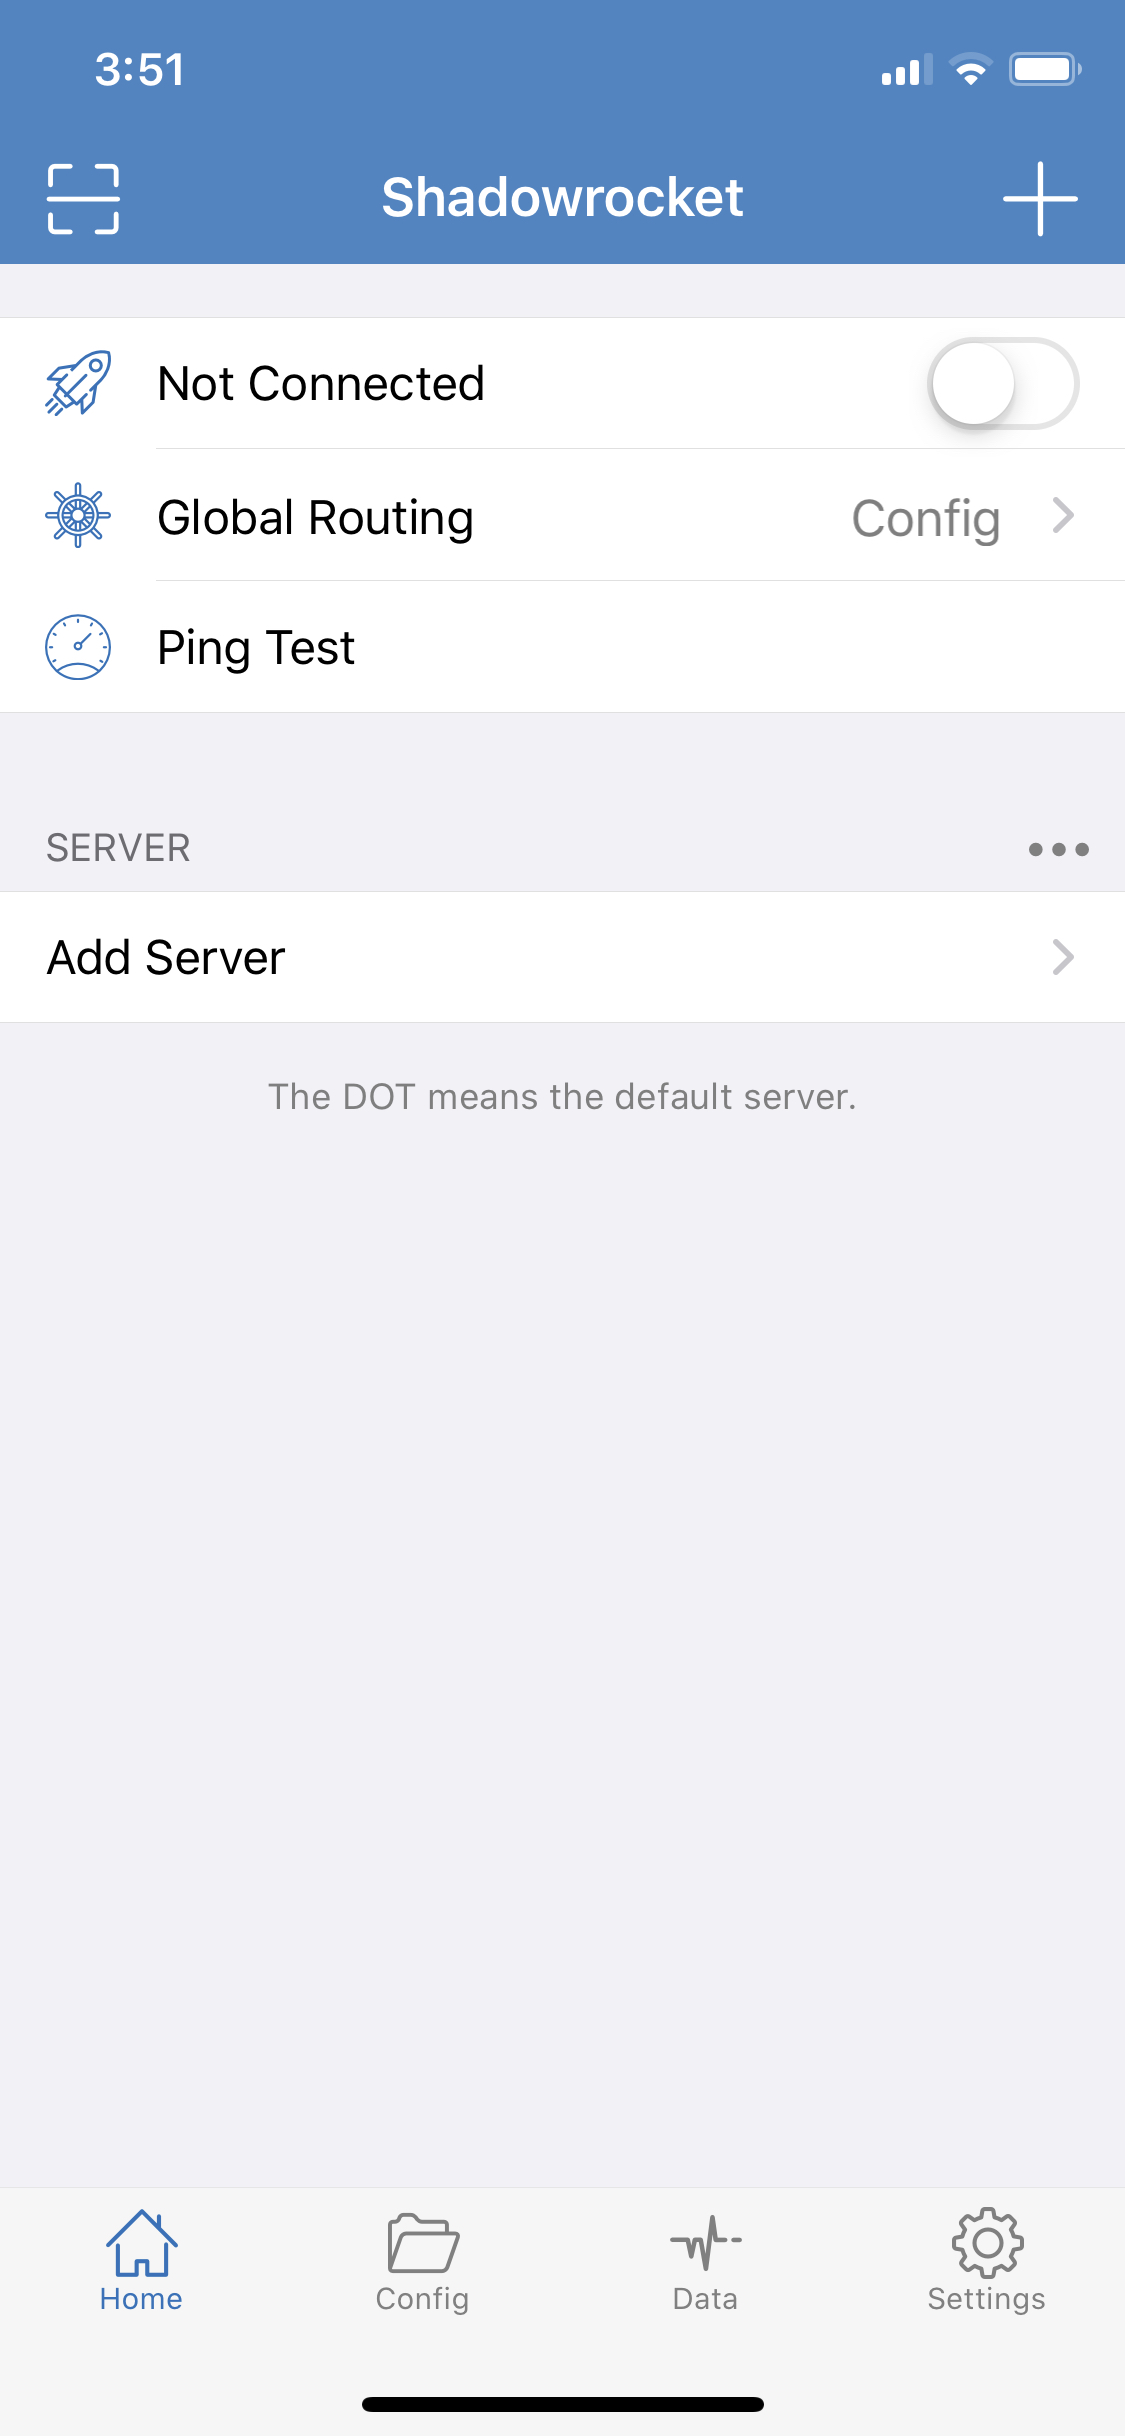 3:51
Shadowrocket
Not Connected
Global Routing Config
Ping Test
SERVER
Add Server
The DOT means the default server.
Home Config Data Settings